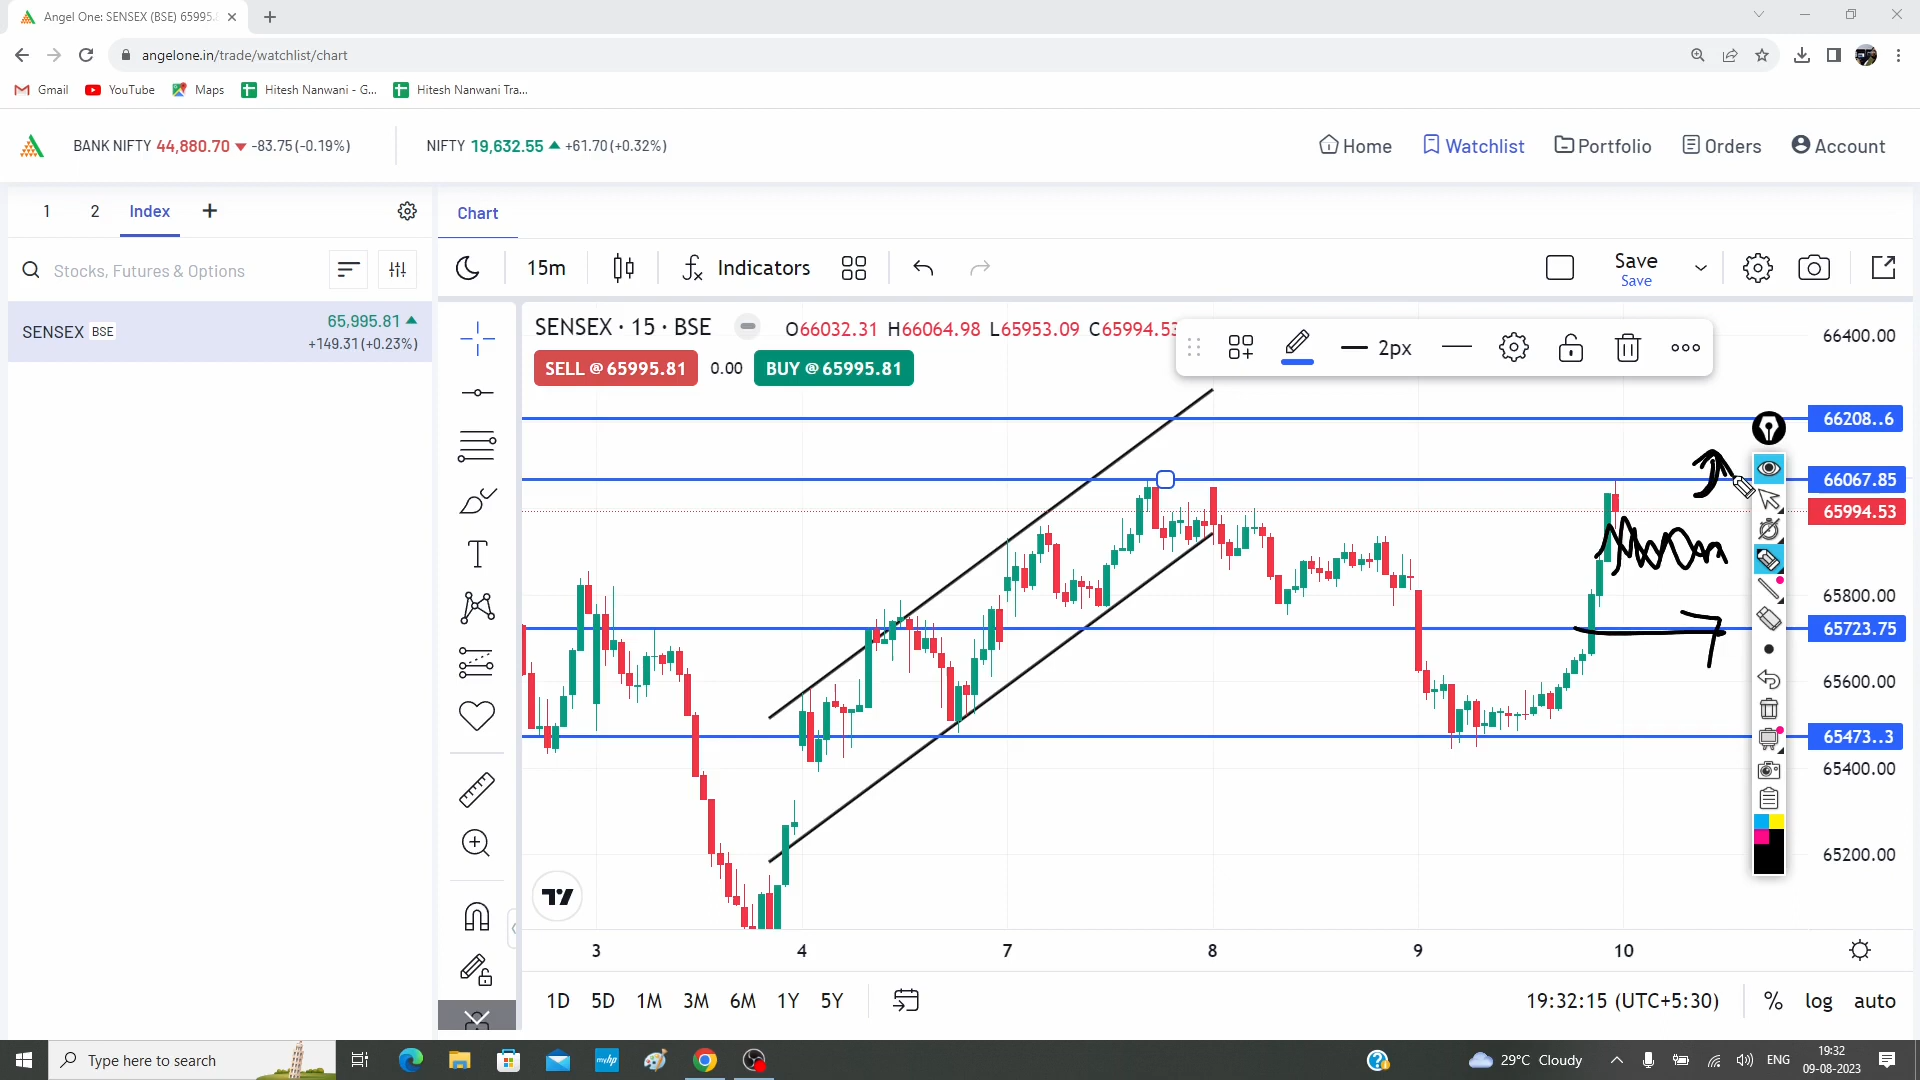 Angel One: SENSEX (BSE) 65995.
angelone.in/trade/watchlist/chart
Gmail YouTube Maps Hitesh Nanwani - G... Hitesh Nanwani Tra...
BANK NIFTY 44,880.70 -83.75 (-0.19%) NIFTY 19,632.55 +61.70 (+0.32%) Home Watchlist Portfolio Orders Account
1 2 Index + Chart
Stocks, Futures & Options 15m Indicators Save
Save
SENSEX BSE 65,995.81
+149.31 (+0.23%)
SENSEX · 15 · BSE O66032.31 H66064.98 L65953.09 C65994.53
2px
SELL @ 65995.81 0.00 BUY @ 65995.81
66400.00
66208..6
66067.85
65994.53
65800.00
65723.75
65600.00
65473..3
65400.00
65200.00
3 4 7 8 9 10
1D 5D 1M 3M 6M 1Y 5Y 19:32:15 (UTC+5:30) % log auto
Type here to search myhp 29°C Cloudy ENG 19:32
09-08-2023